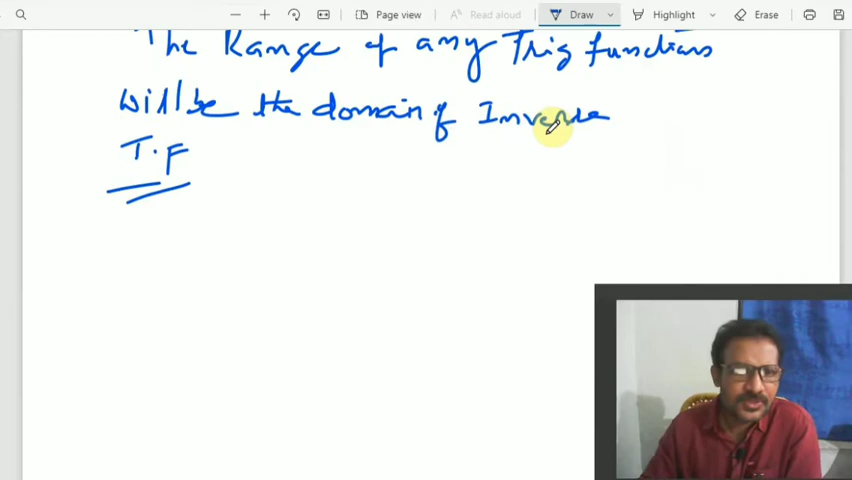 Page view
Read aloud
Draw
Highlight
Erase
The Range of any Trig functions
will be the domain of Inverse
T.F